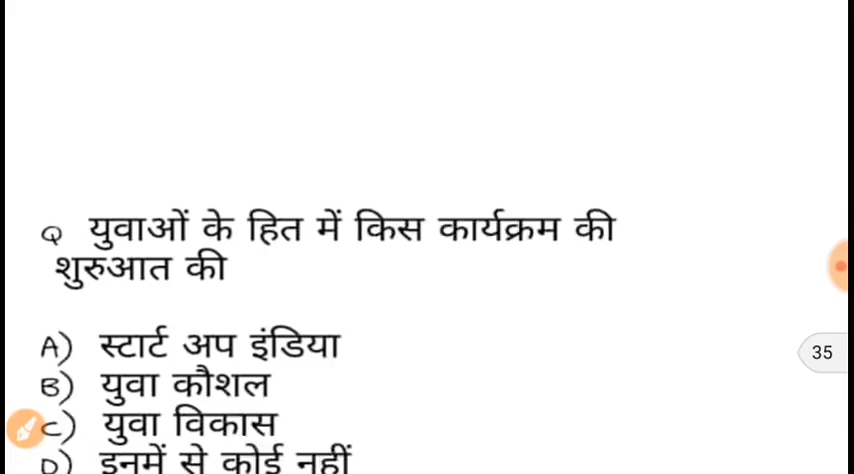 Q युवाओं के हित में किस कार्यक्रम की
शुरुआत की
A) स्टार्ट अप इंडिया
35
B) युवा कौशल
C) युवा विकास
D) इनमें से कोई नहीं